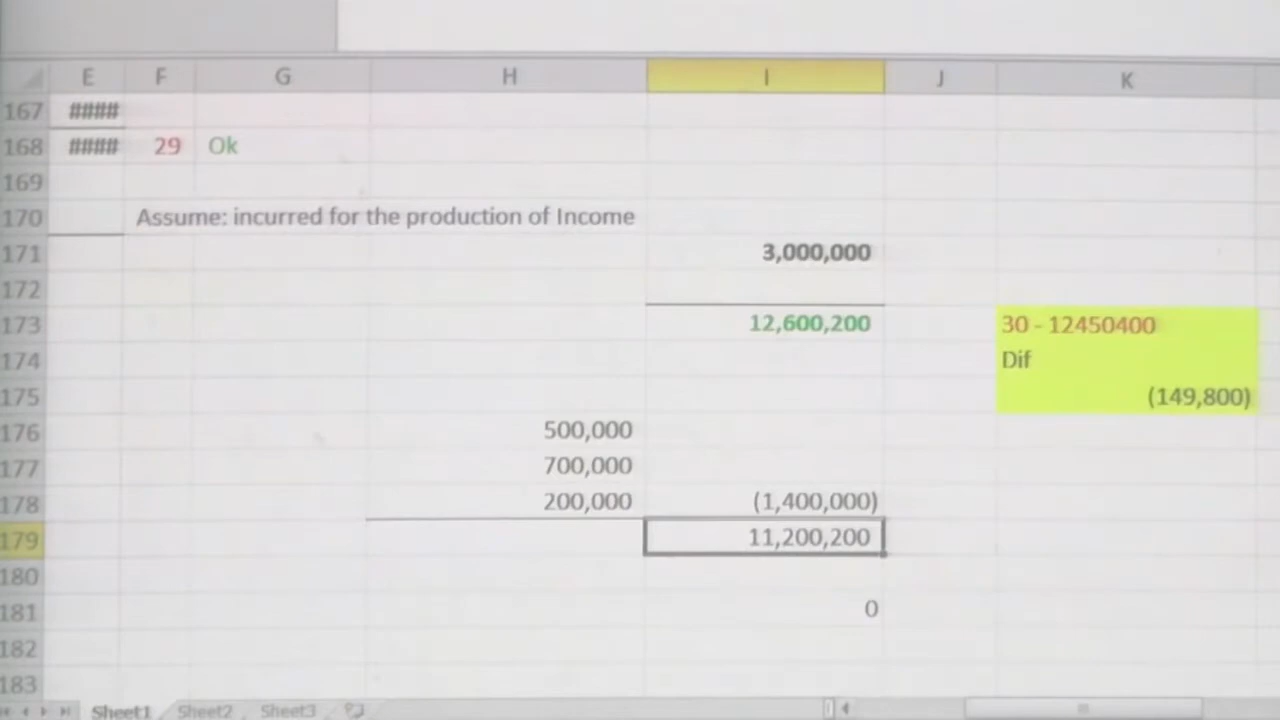 E F G H I J K
167 ####
168 #### 29 Ok
169
170 Assume: incurred for the production of Income
171 3,000,000
172
173 12,600,200 30 - 12450400
174 Dif
175 (149,800)
176 500,000
177 700,000
178 200,000 (1,400,000)
179 11,200,200
180
181 0
182
183
Sheet1 Sheet2 Sheet3